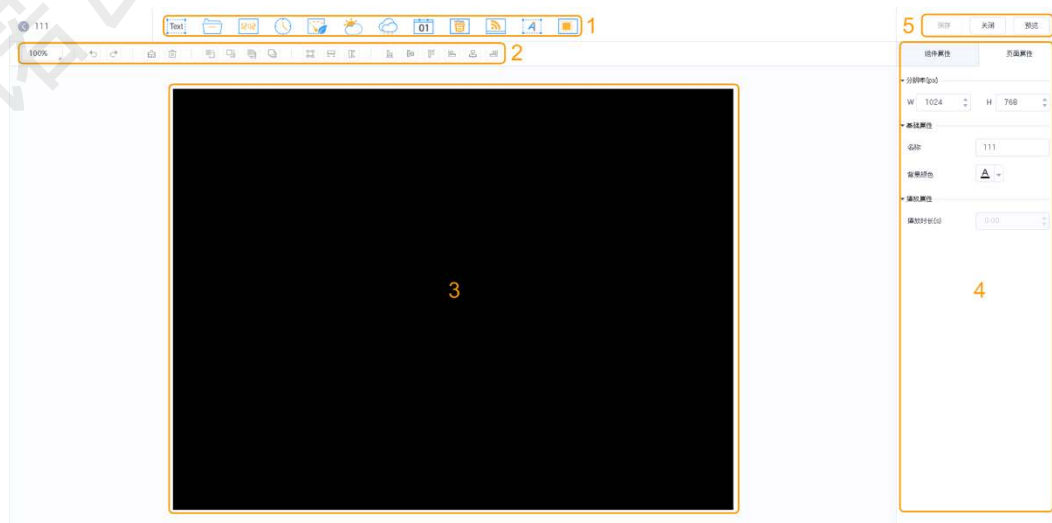 111
Text
01
A
1
5
保存
关闭
预览
100%
2
组件属性
页面属性
分辨率(px)
W 1024
H 768
基础属性
名称
111
背景颜色
A
播放属性
播放时长(s)
0.00
3
4